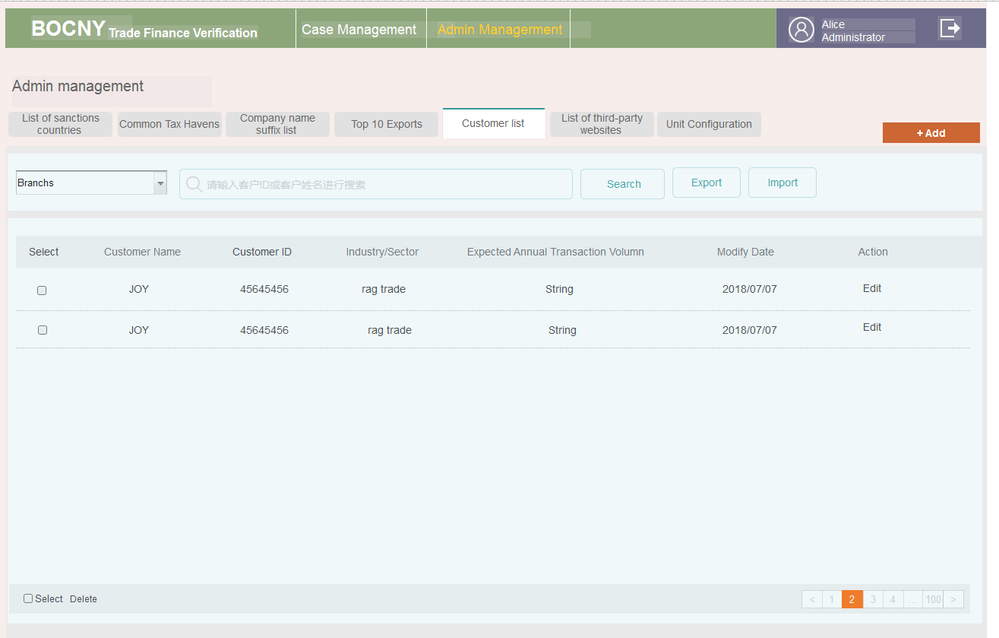 BOCNY Trade Finance Verification
Case Management
Admin Managerment
Alice
Administrator
Admin management
List of sanctions
countries
Common Tax Havens
Company name
suffix list
Top 10 Exports
Customer list
List of third-party
websites
Unit Configuration
+ Add
Branchs
请输入客户ID或客户姓名进行搜索
Search
Export
Import
Select Customer Name Customer ID Industry/Sector Expected Annual Transaction Volumn Modify Date Action
JOY 45645456 rag trade String 2018/07/07 Edit
JOY 45645456 rag trade String 2018/07/07 Edit
Select Delete
< 1 2 3 4 ... 100 >